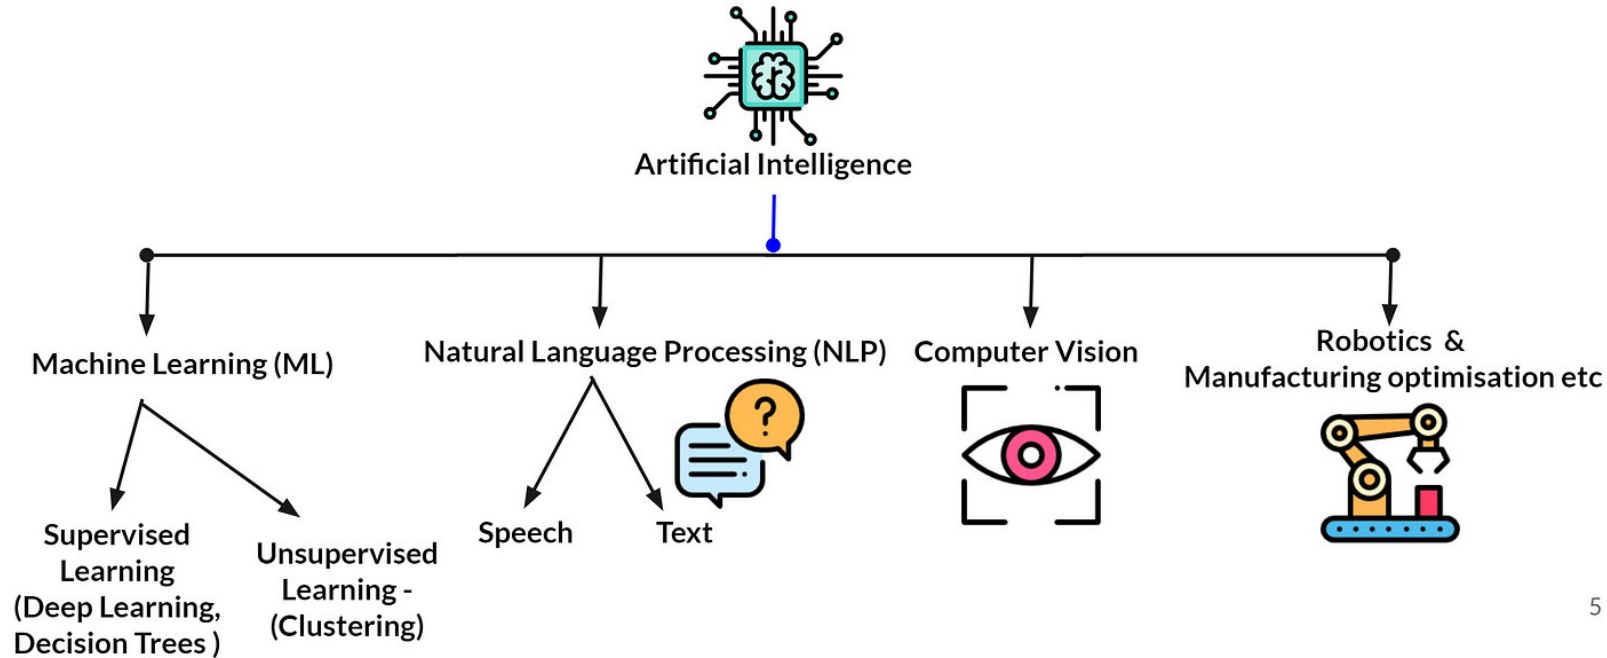 Artificial Intelligence
Machine Learning (ML)
Natural Language Processing (NLP)
Computer Vision
Robotics &
Manufacturing optimisation etc
?
Supervised
Learning
(Deep Learning,
Decision Trees )
Unsupervised
Learning -
(Clustering)
Speech
Text
5